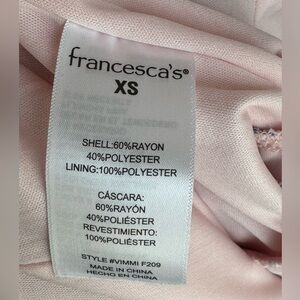 francesca's®
XS
SHELL:60%RAYON
40%POLYESTER
LINING:100%POLYESTER
CÁSCARA:
60%RAYÓN
40%POLIÉSTER
REVESTIMIENTO:
100%POLIÉSTER
STYLE #VIMMI F209
MADE IN CHINA
HECHO EN CHINA